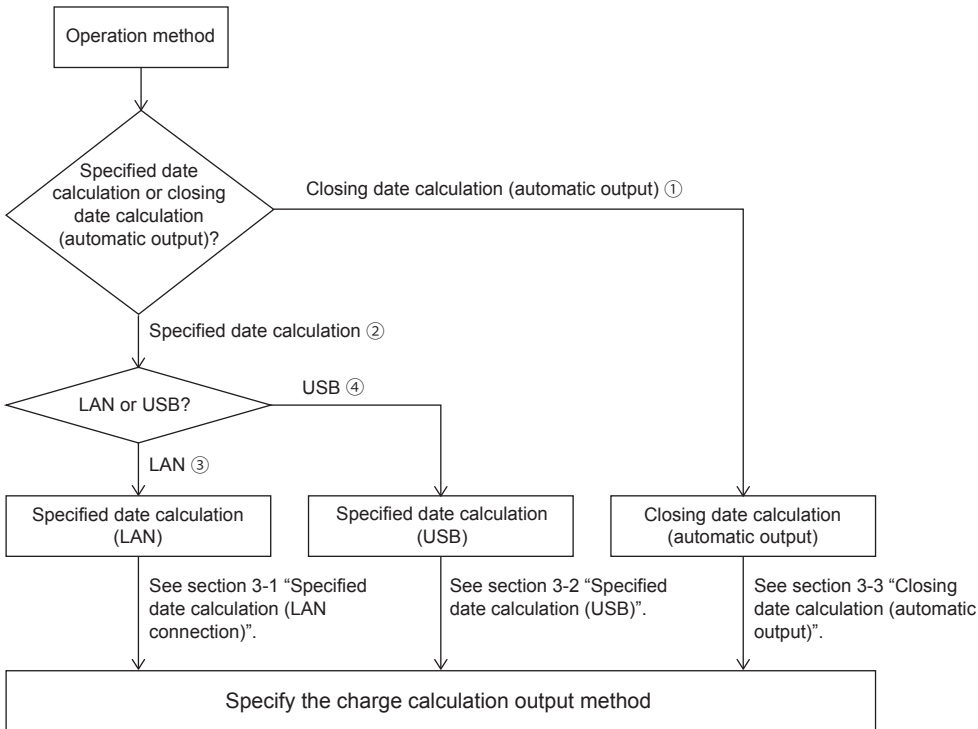 Operation method
Specified date
calculation or closing
date calculation
(automatic output)?
Closing date calculation (automatic output) ①
Specified date calculation ②
LAN or USB?
USB ④
LAN ③
Specified date calculation
(LAN)
Specified date calculation
(USB)
Closing date calculation
(automatic output)
See section 3-1 “Specified
date calculation (LAN
connection)”.
See section 3-2 “Specified
date calculation (USB)”.
See section 3-3 “Closing
date calculation (automatic
output)”.
Specify the charge calculation output method